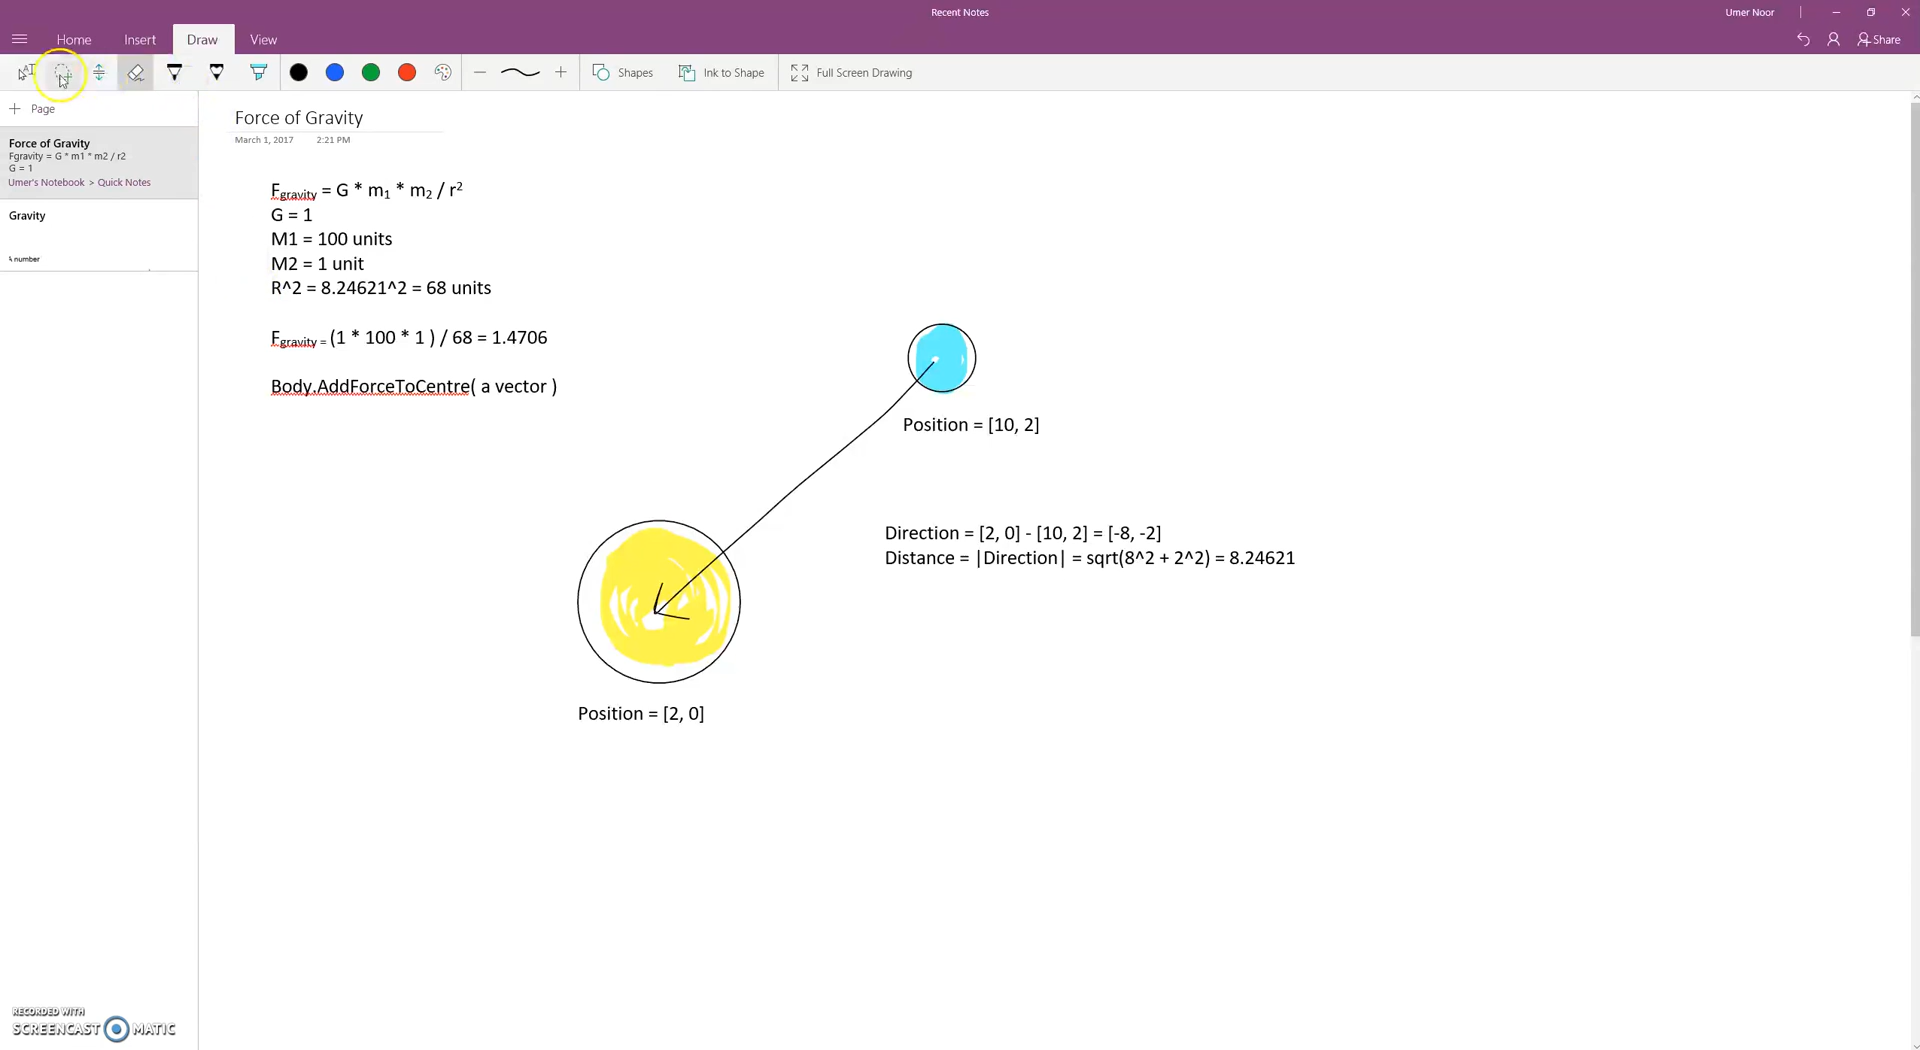 Recent Notes
Umer Noor
Home
Insert
Draw
View
Share
Shapes
Ink to Shape
Full Screen Drawing
Page
Force of Gravity
Fgravity = G * m1 * m2 / r2
G = 1
Umer's Notebook > Quick Notes
Gravity
A number
Force of Gravity
March 1, 2017 2:21 PM
Fgravity = G * m₁ * m₂ / r²
G = 1
M1 = 100 units
M2 = 1 unit
R^2 = 8.24621^2 = 68 units
Fgravity = (1 * 100 * 1 ) / 68 = 1.4706
Body.AddForceToCentre( a vector )
Position = [10, 2]
Direction = [2, 0] - [10, 2] = [-8, -2]
Distance = |Direction| = sqrt(8^2 + 2^2) = 8.24621
Position = [2, 0]
RECORDED WITH
SCREENCAST MATIC